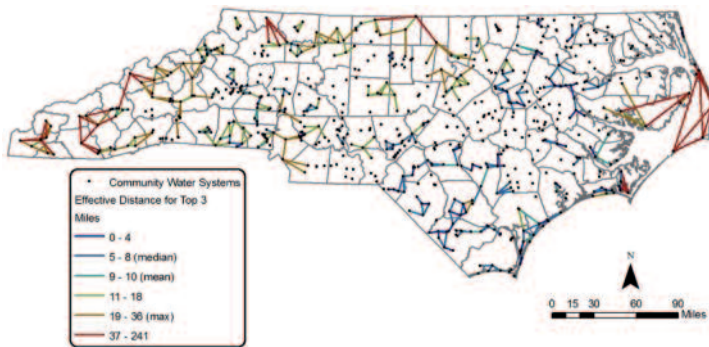 Community Water Systems
Effective Distance for Top 3
Miles
0 - 4
5 - 8 (median)
9 - 10 (mean)
11 - 18
19 - 36 (max)
37 - 241
N
0 15 30 60 90
Miles